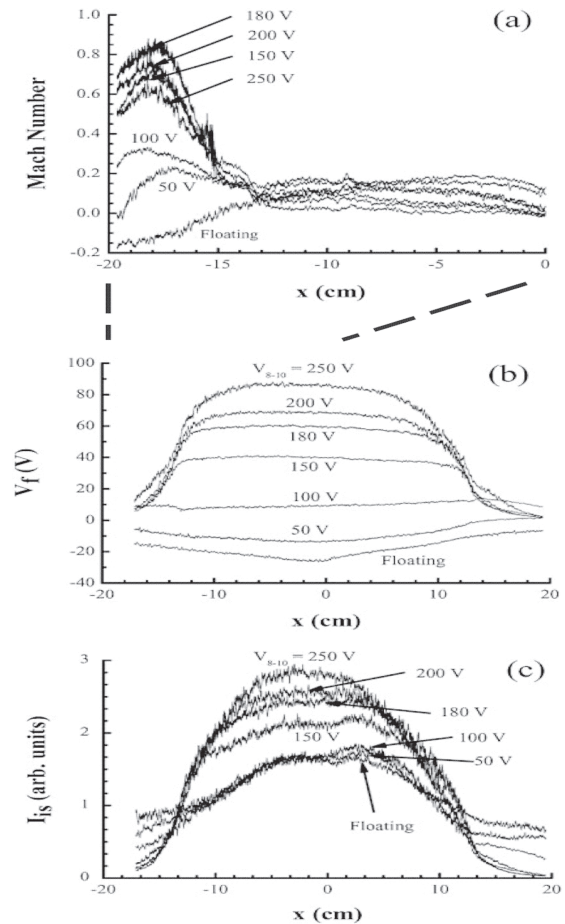 (a)
180 V
200 V
150 V
250 V
100 V
50 V
Floating
Mach Number
1.0
0.8
0.6
0.4
0.2
0.0
-0.2
-20
-15
-10
-5
0
x (cm)
(b)
V8-10 = 250 V
200 V
180 V
150 V
100 V
50 V
Floating
Vf (V)
100
80
60
40
20
0
-20
-40
-20
-10
0
10
20
x (cm)
(c)
V8-10 = 250 V
200 V
180 V
150 V
100 V
50 V
Floating
Iis (arb. units)
3
2
1
0
-20
-10
0
10
20
x (cm)